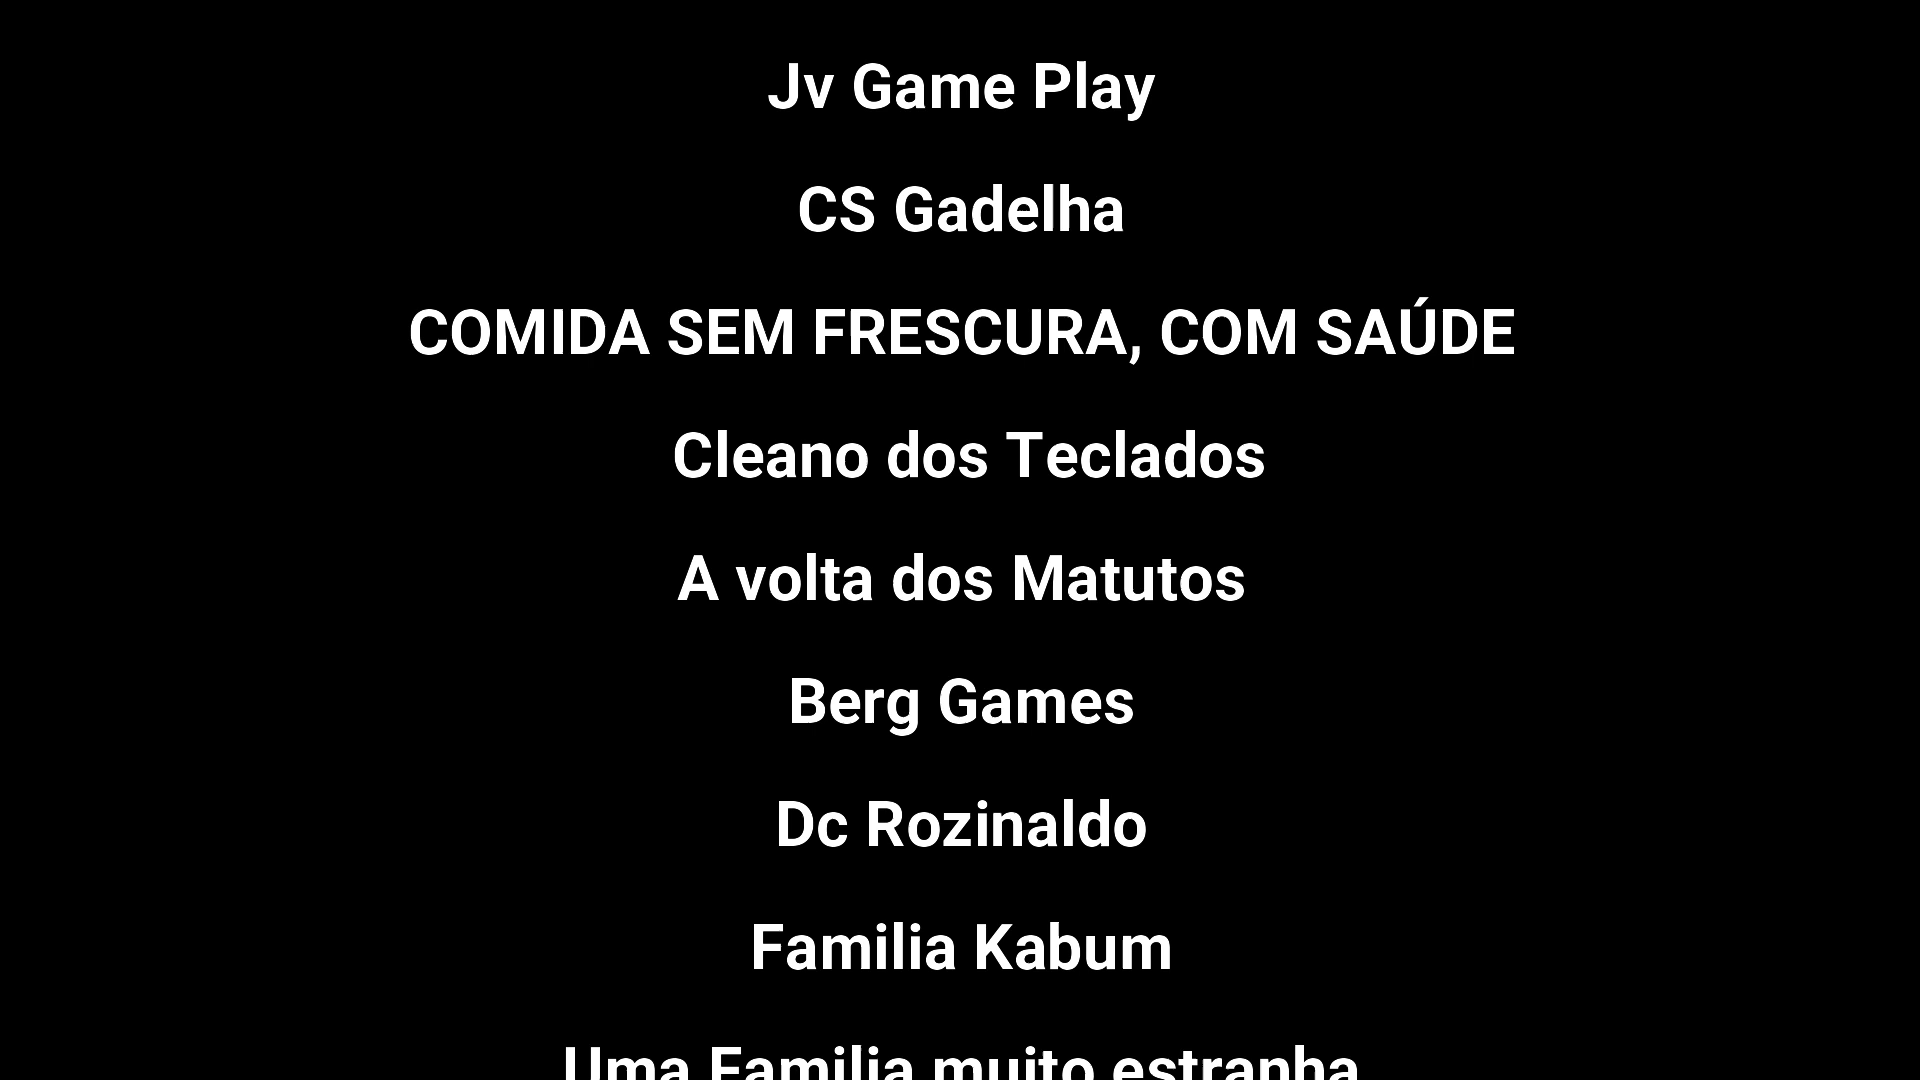 Jv Game Play
CS Gadelha
COMIDA SEM FRESCURA, COM SAÚDE
Cleano dos Teclados
A volta dos Matutos
Berg Games
Dc Rozinaldo
Familia Kabum
Uma Familia muito estranha